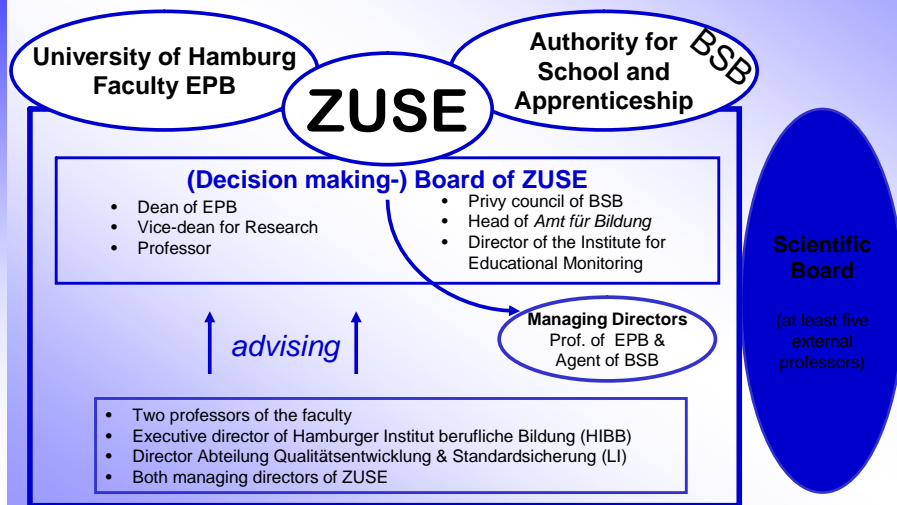 University of Hamburg
Faculty EPB
ZUSE
Authority for
School and
Apprenticeship
BSB
(Decision making-) Board of ZUSE
• Dean of EPB
• Vice-dean for Research
• Professor
• Privy council of BSB
• Head of Amt für Bildung
• Director of the Institute for
Educational Monitoring
Scientific
Board
(at least five
external
professors)
Managing Directors
Prof. of EPB &
Agent of BSB
advising
• Two professors of the faculty
• Executive director of Hamburger Institut berufliche Bildung (HIBB)
• Director Abteilung Qualitätsentwicklung & Standardsicherung (LI)
• Both managing directors of ZUSE